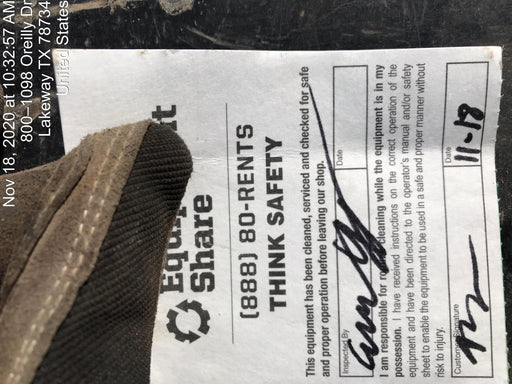 Nov 18, 2020 at 10:32:57 AM
800–1098 Oreilly Dr
Lakeway TX 78734
United States
Share
(888) 80-RENTS
THINK SAFETY
This equipment has been cleaned, serviced and checked for safe
and proper operation before leaving our shop.
Inspected By Date
I am responsible for cleaning while the equipment is in my
possession. I have received instructions on the correct operation of the
equipment and have been directed to the operator's manual and/or safety
sheet to enable the equipment to be used in a safe and proper manner without
risk to injury.
Customer Signature Date
11-18